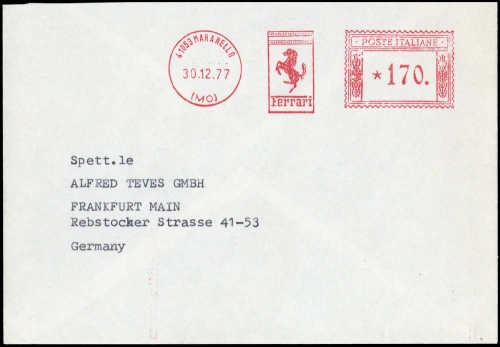 41053 MARANELLO
30.12.77
(MO)
Ferrari
POSTE ITALIANE
*170.
Spett.le
ALFRED TEVES GMBH
FRANKFURT MAIN
Rebstocker Strasse 41-53
Germany